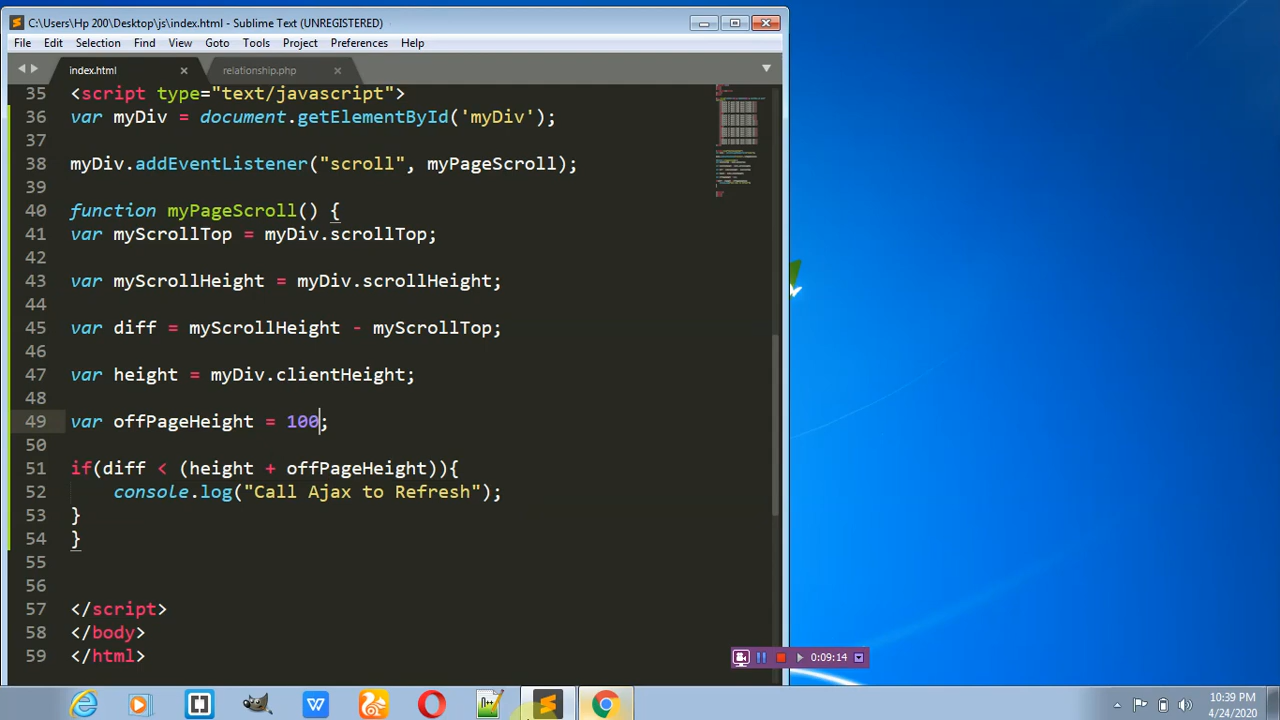 C:\Users\Hp 200\Desktop\js\index.html - Sublime Text (UNREGISTERED)
File Edit Selection Find View Goto Tools Project Preferences Help
index.html relationship.php
35 <script type="text/javascript">
36 var myDiv = document.getElementById('myDiv');
37
38 myDiv.addEventListener("scroll", myPageScroll);
39
40 function myPageScroll() {
41 var myScrollTop = myDiv.scrollTop;
42
43 var myScrollHeight = myDiv.scrollHeight;
44
45 var diff = myScrollHeight - myScrollTop;
46
47 var height = myDiv.clientHeight;
48
49 var offPageHeight = 100;
50
51 if(diff < (height + offPageHeight)){
52 console.log("Call Ajax to Refresh");
53 }
54 }
55
56
57 </script>
58 </body>
59 </html>
0:09:14
10:39 PM
4/24/2020